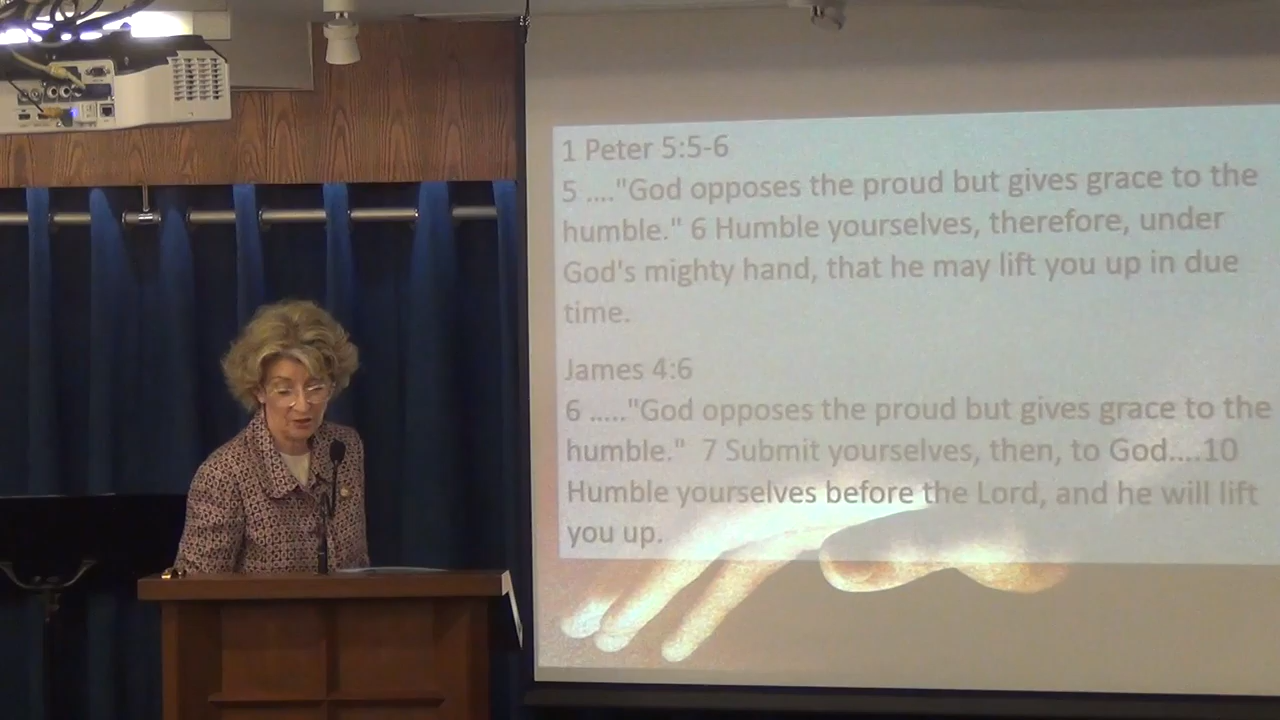 1 Peter 5:5-6
5 ...."God opposes the proud but gives grace to the
humble." 6 Humble yourselves, therefore, under
God's mighty hand, that he may lift you up in due
time.
James 4:6
6 ....."God opposes the proud but gives grace to the
humble."  7 Submit yourselves, then, to God....10
Humble yourselves before the Lord, and he will lift
you up.